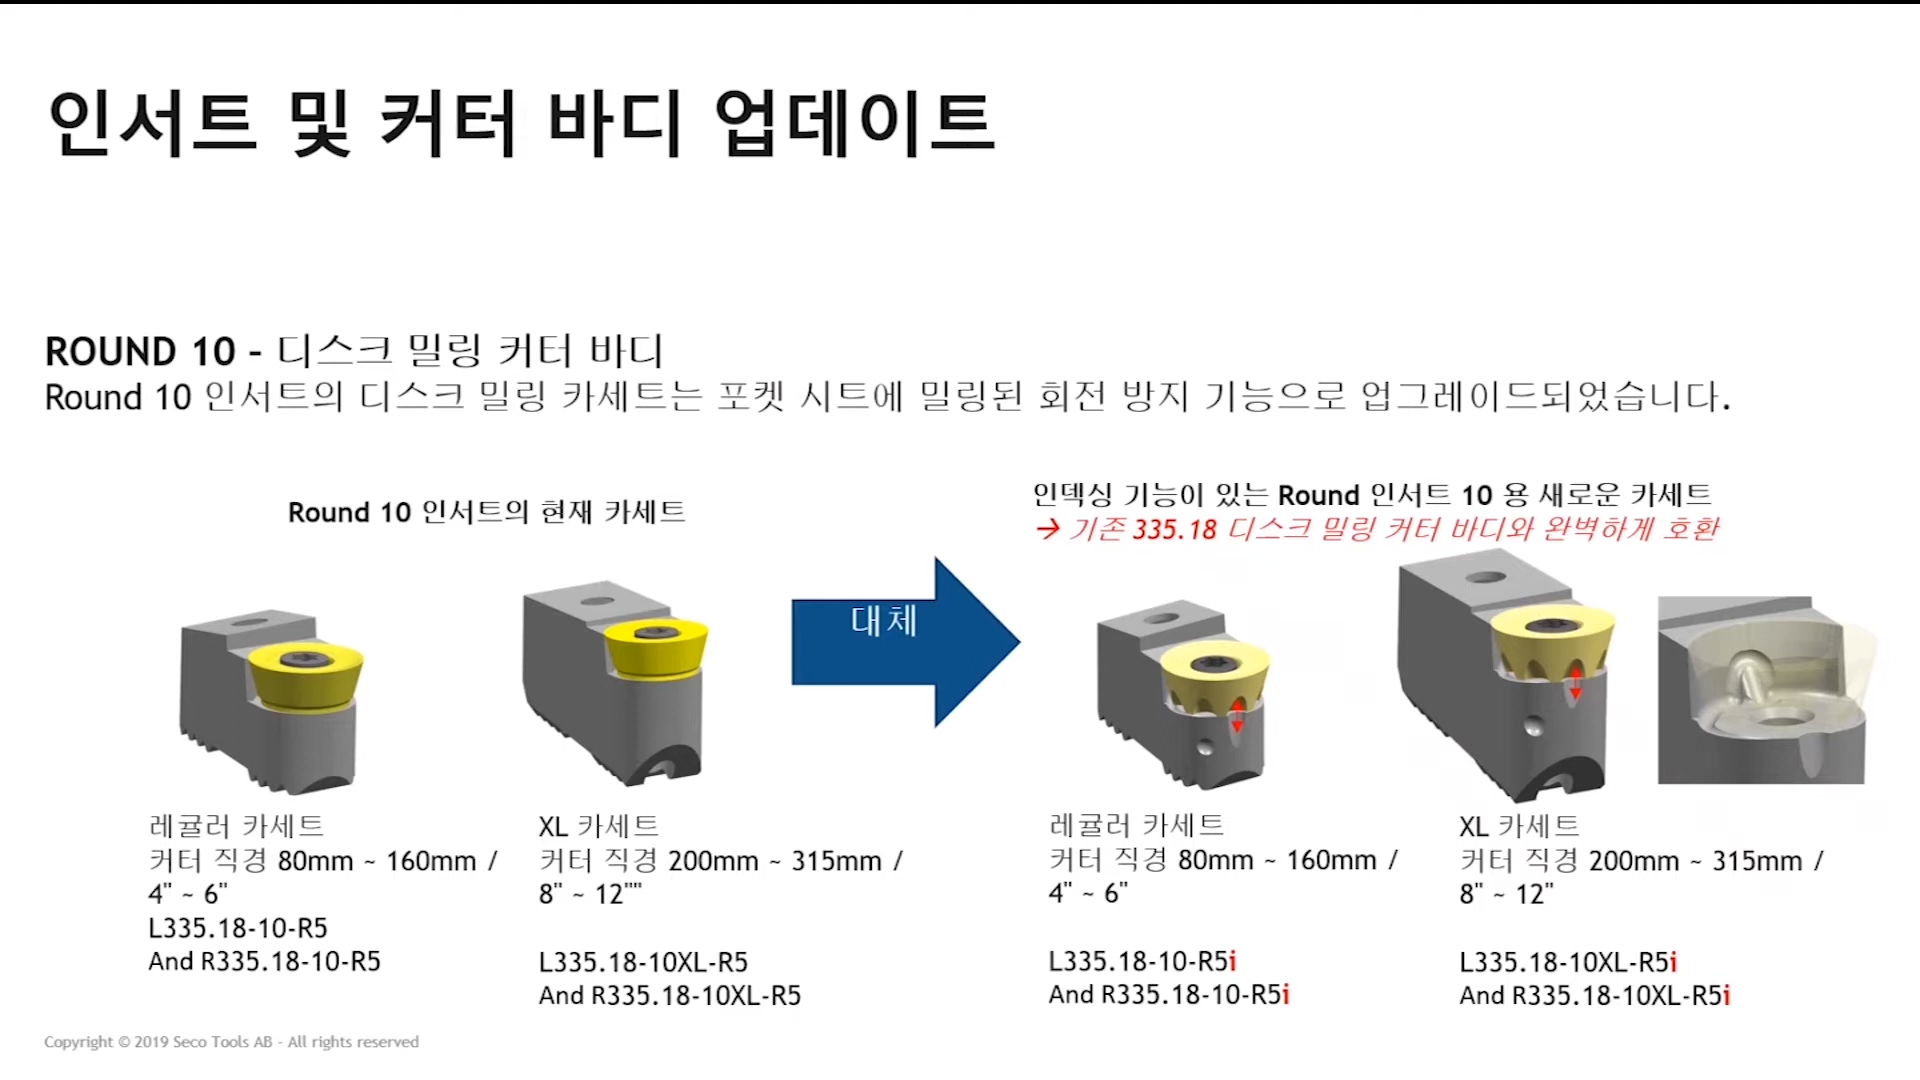 인서트 및 커터 바디 업데이트
ROUND 10 - 디스크 밀링 커터 바디
Round 10 인서트의 디스크 밀링 카세트는 포켓 시트에 밀링된 회전 방지 기능으로 업그레이드되었습니다.
Round 10 인서트의 현재 카세트
인덱싱 기능이 있는 Round 인서트 10 용 새로운 카세트
→ 기존 335.18 디스크 밀링 커터 바디와 완벽하게 호환
대체
레귤러 카세트
커터 직경 80mm ~ 160mm /
4" ~ 6"
L335.18-10-R5
And R335.18-10-R5
XL 카세트
커터 직경 200mm ~ 315mm /
8" ~ 12""
L335.18-10XL-R5
And R335.18-10XL-R5
레귤러 카세트
커터 직경 80mm ~ 160mm /
4" ~ 6"
L335.18-10-R5i
And R335.18-10-R5i
XL 카세트
커터 직경 200mm ~ 315mm /
8" ~ 12"
L335.18-10XL-R5i
And R335.18-10XL-R5i
Copyright © 2019 Seco Tools AB - All rights reserved